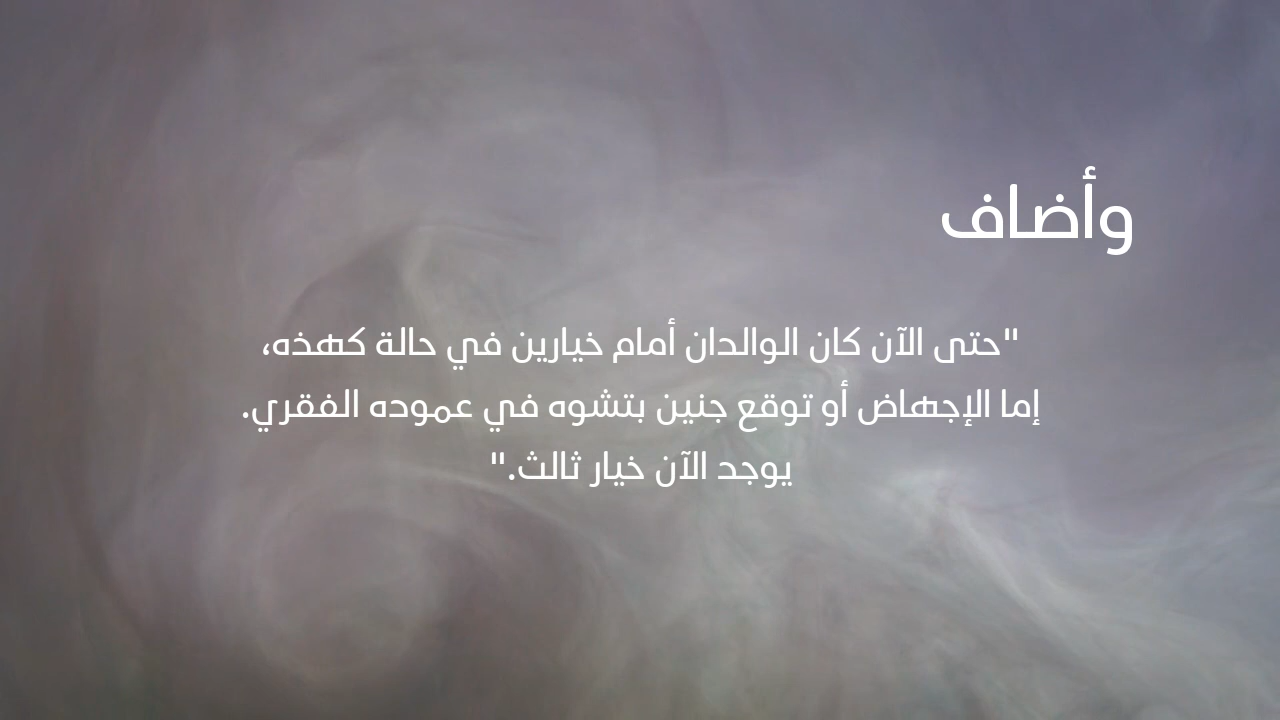 وأضاف
"حتى الآن كان الوالدان أمام خيارين في حالة كهذه،
إما الإجهاض أو توقع جنين بتشوه في عموده الفقري.
يوجد الآن خيار ثالث."